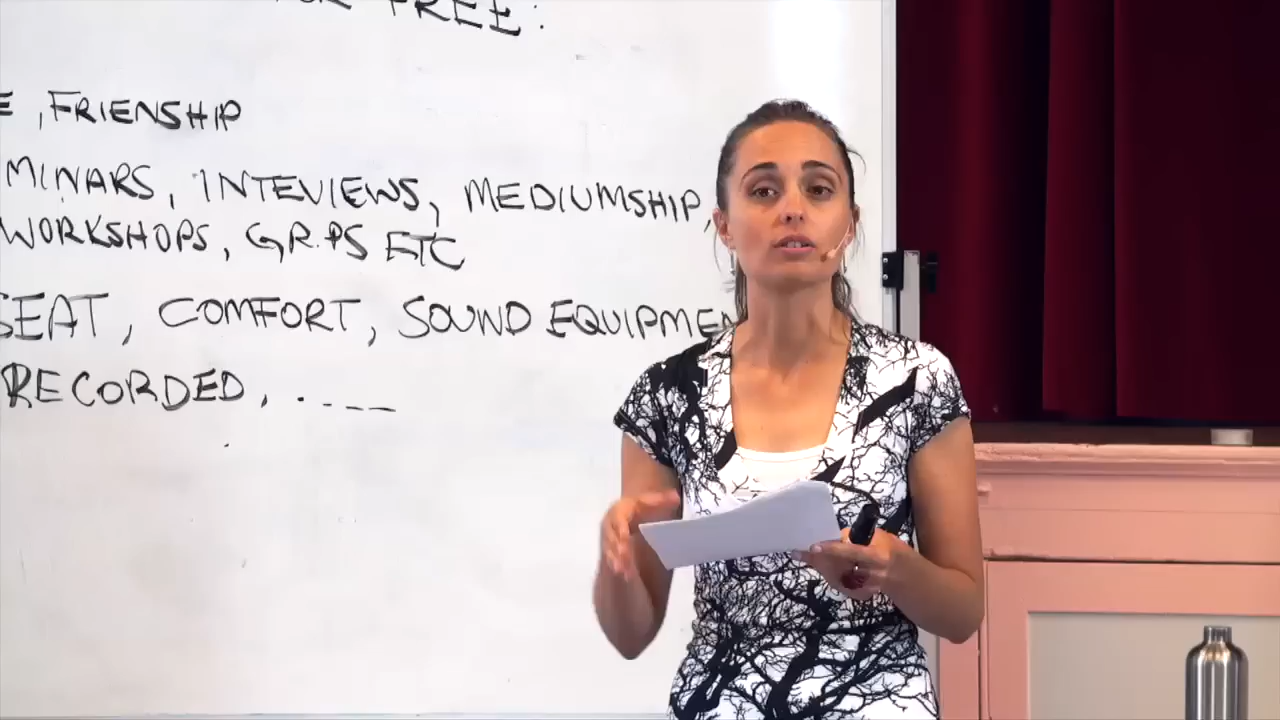 FREE:
, FRIENSHIP
MINARS, INTEVIEWS, MEDIUMSHIP,
WORKSHOPS, GR.PS ETC
SEAT, COMFORT, SOUND EQUIPMEN
RECORDED, . ----